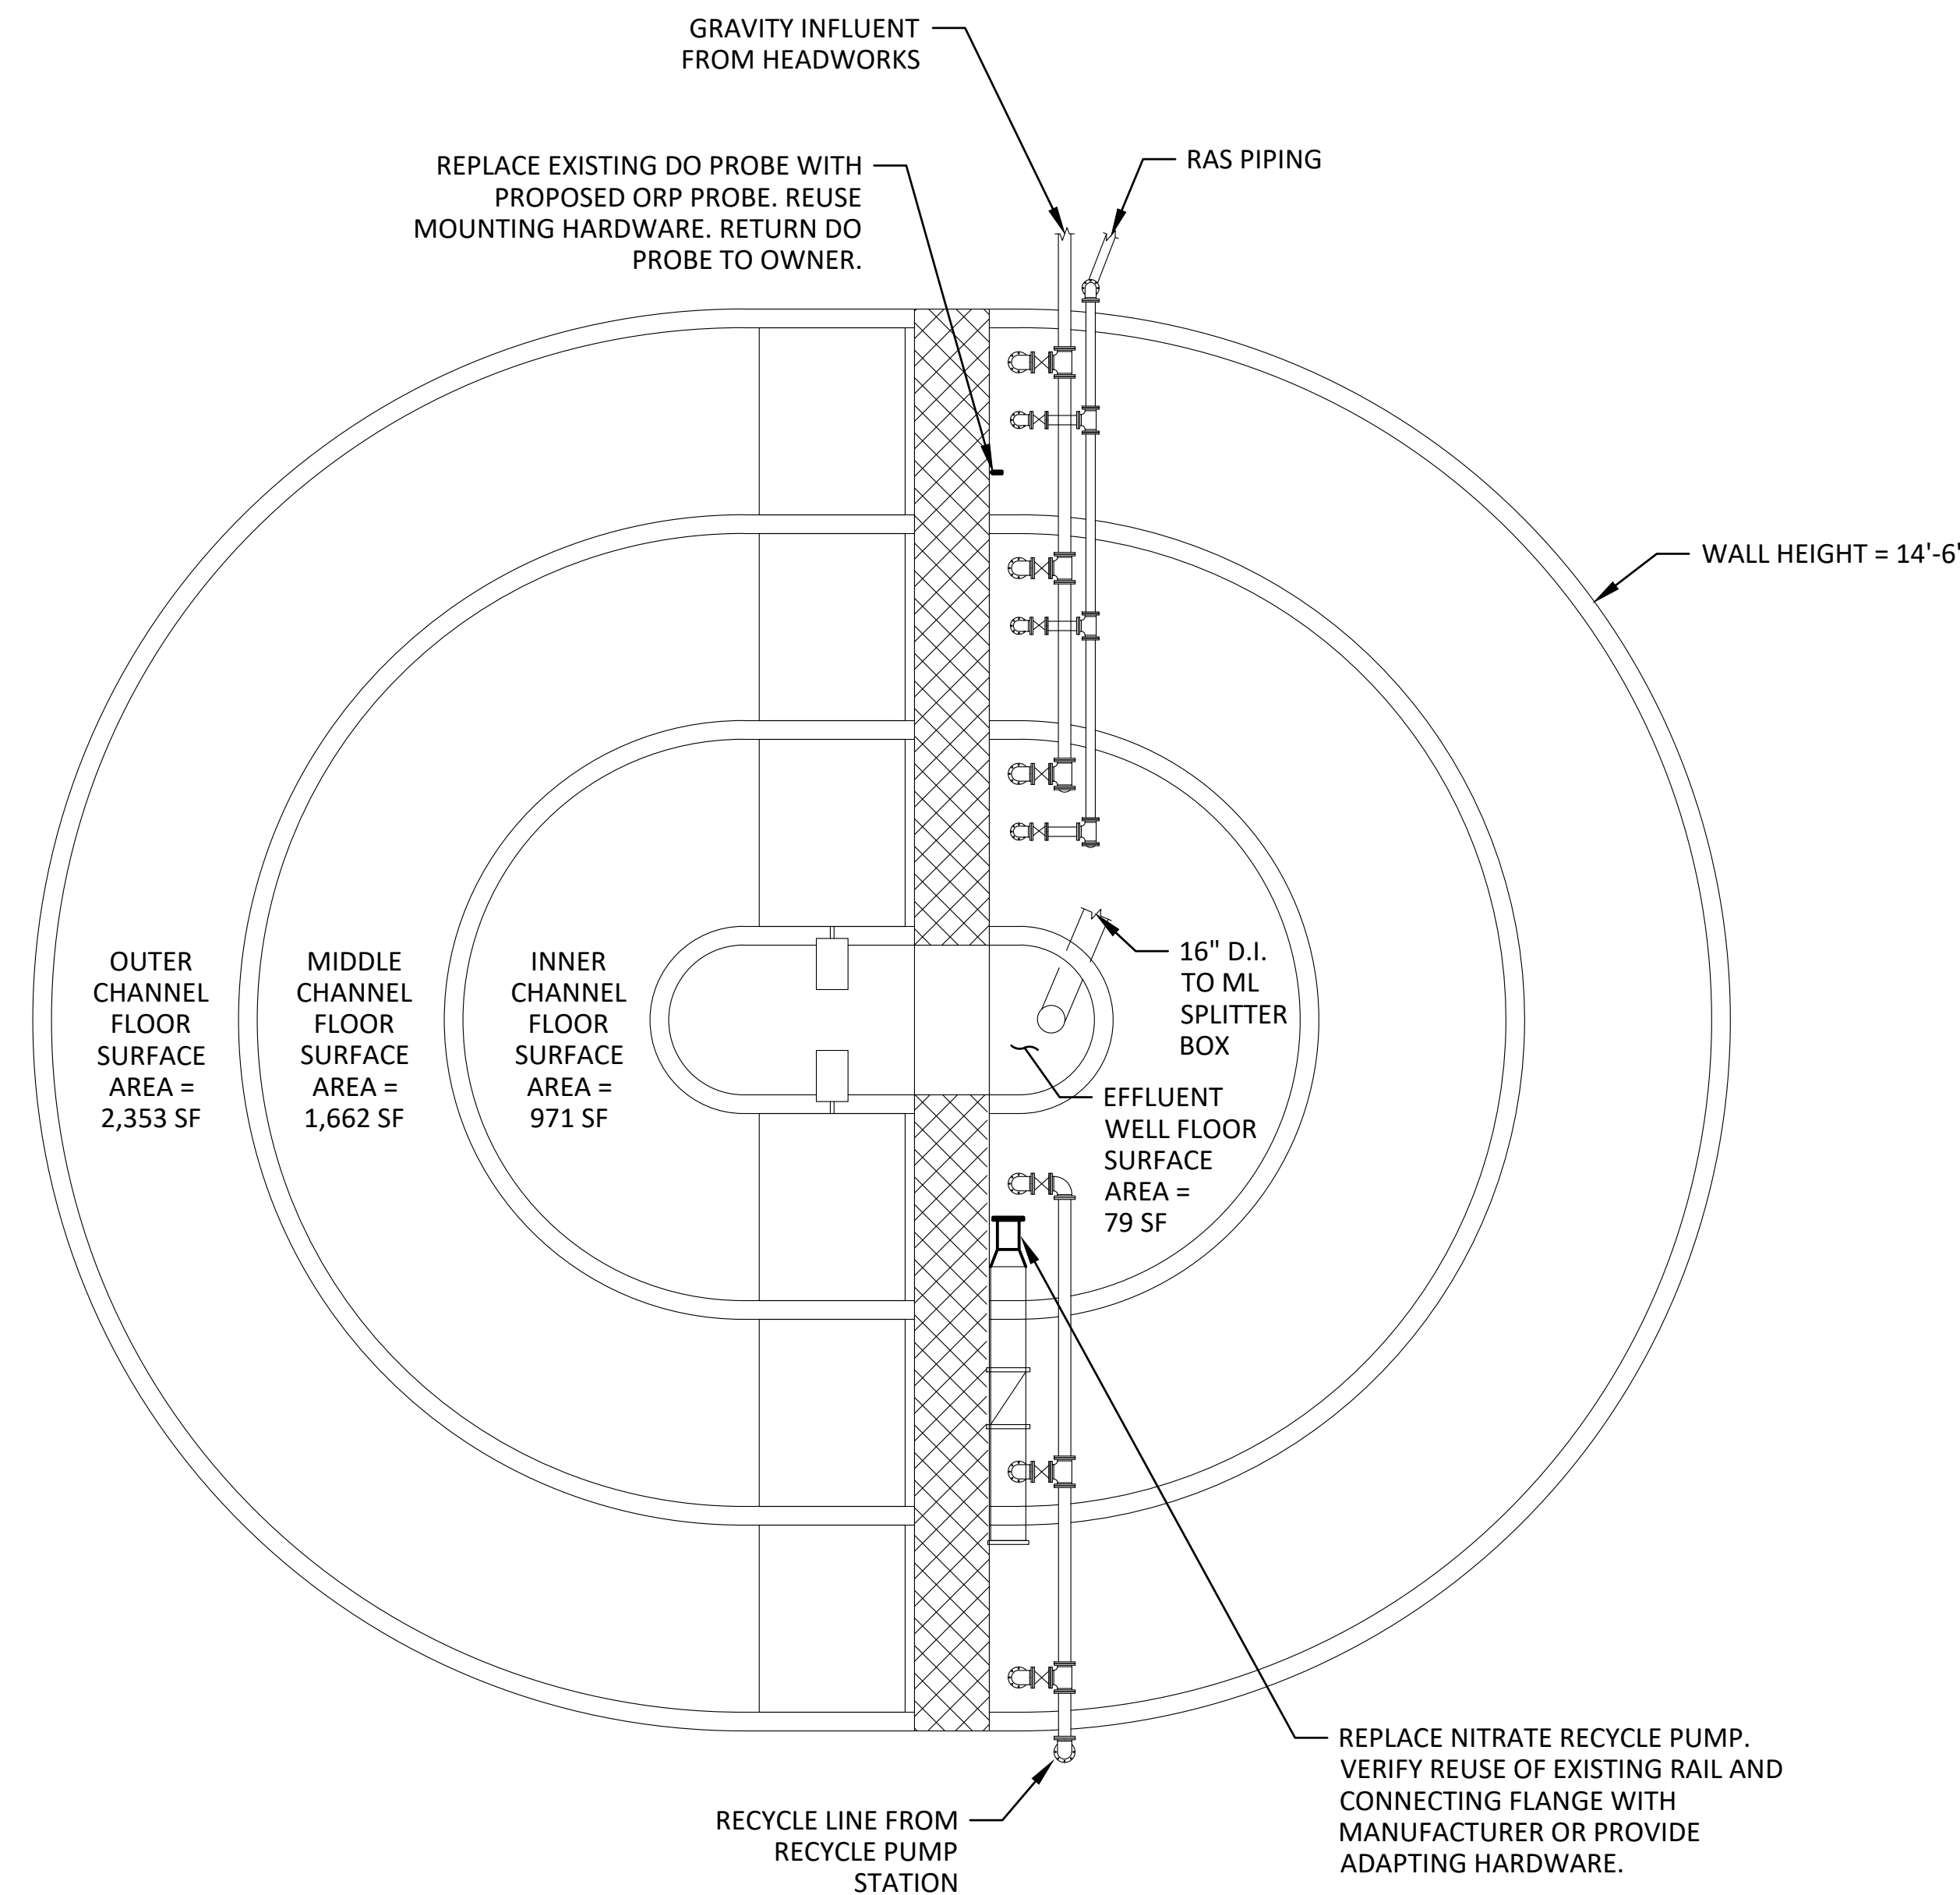 GRAVITY INFLUENT
FROM HEADWORKS
REPLACE EXISTING DO PROBE WITH
PROPOSED ORP PROBE. REUSE
MOUNTING HARDWARE. RETURN DO
PROBE TO OWNER.
RAS PIPING
WALL HEIGHT = 14'-6"
OUTER
CHANNEL
FLOOR
SURFACE
AREA =
2,353 SF
MIDDLE
CHANNEL
FLOOR
SURFACE
AREA =
1,662 SF
INNER
CHANNEL
FLOOR
SURFACE
AREA =
971 SF
16" D.I.
TO ML
SPLITTER
BOX
EFFLUENT
WELL FLOOR
SURFACE
AREA =
79 SF
REPLACE NITRATE RECYCLE PUMP.
VERIFY REUSE OF EXISTING RAIL AND
CONNECTING FLANGE WITH
MANUFACTURER OR PROVIDE
ADAPTING HARDWARE.
RECYCLE LINE FROM
RECYCLE PUMP
STATION